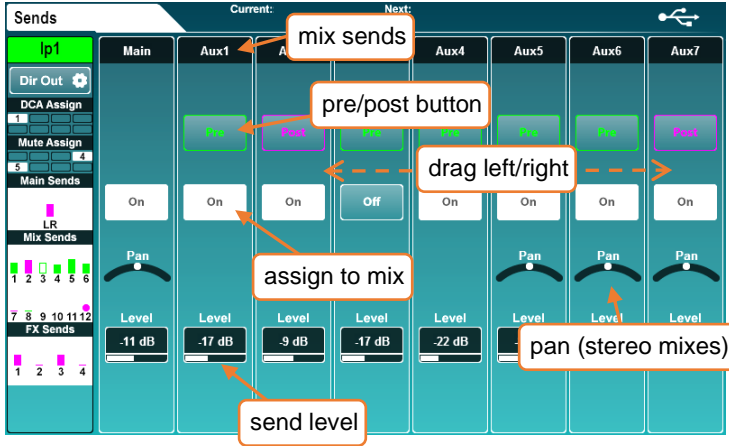 Sends
Current:
Next:
Ip1
Main
Aux1
mix sends
Aux4
Aux5
Aux6
Aux7
Dir Out
DCA Assign
1
Mute Assign
4
5
Main Sends
LR
Mix Sends
1 2 3 4 5 6
7 8 9 10 11 12
FX Sends
1 2 3 4
pre/post button
Pre Post Pre Pre Pre Pre Post
drag left/right
On On On Off On On On On
Pan Pan Pan Pan
assign to mix
Level Level Level Level Level Level Level Level
-11 dB -17 dB -9 dB -17 dB -22 dB
pan (stereo mixes)
send level